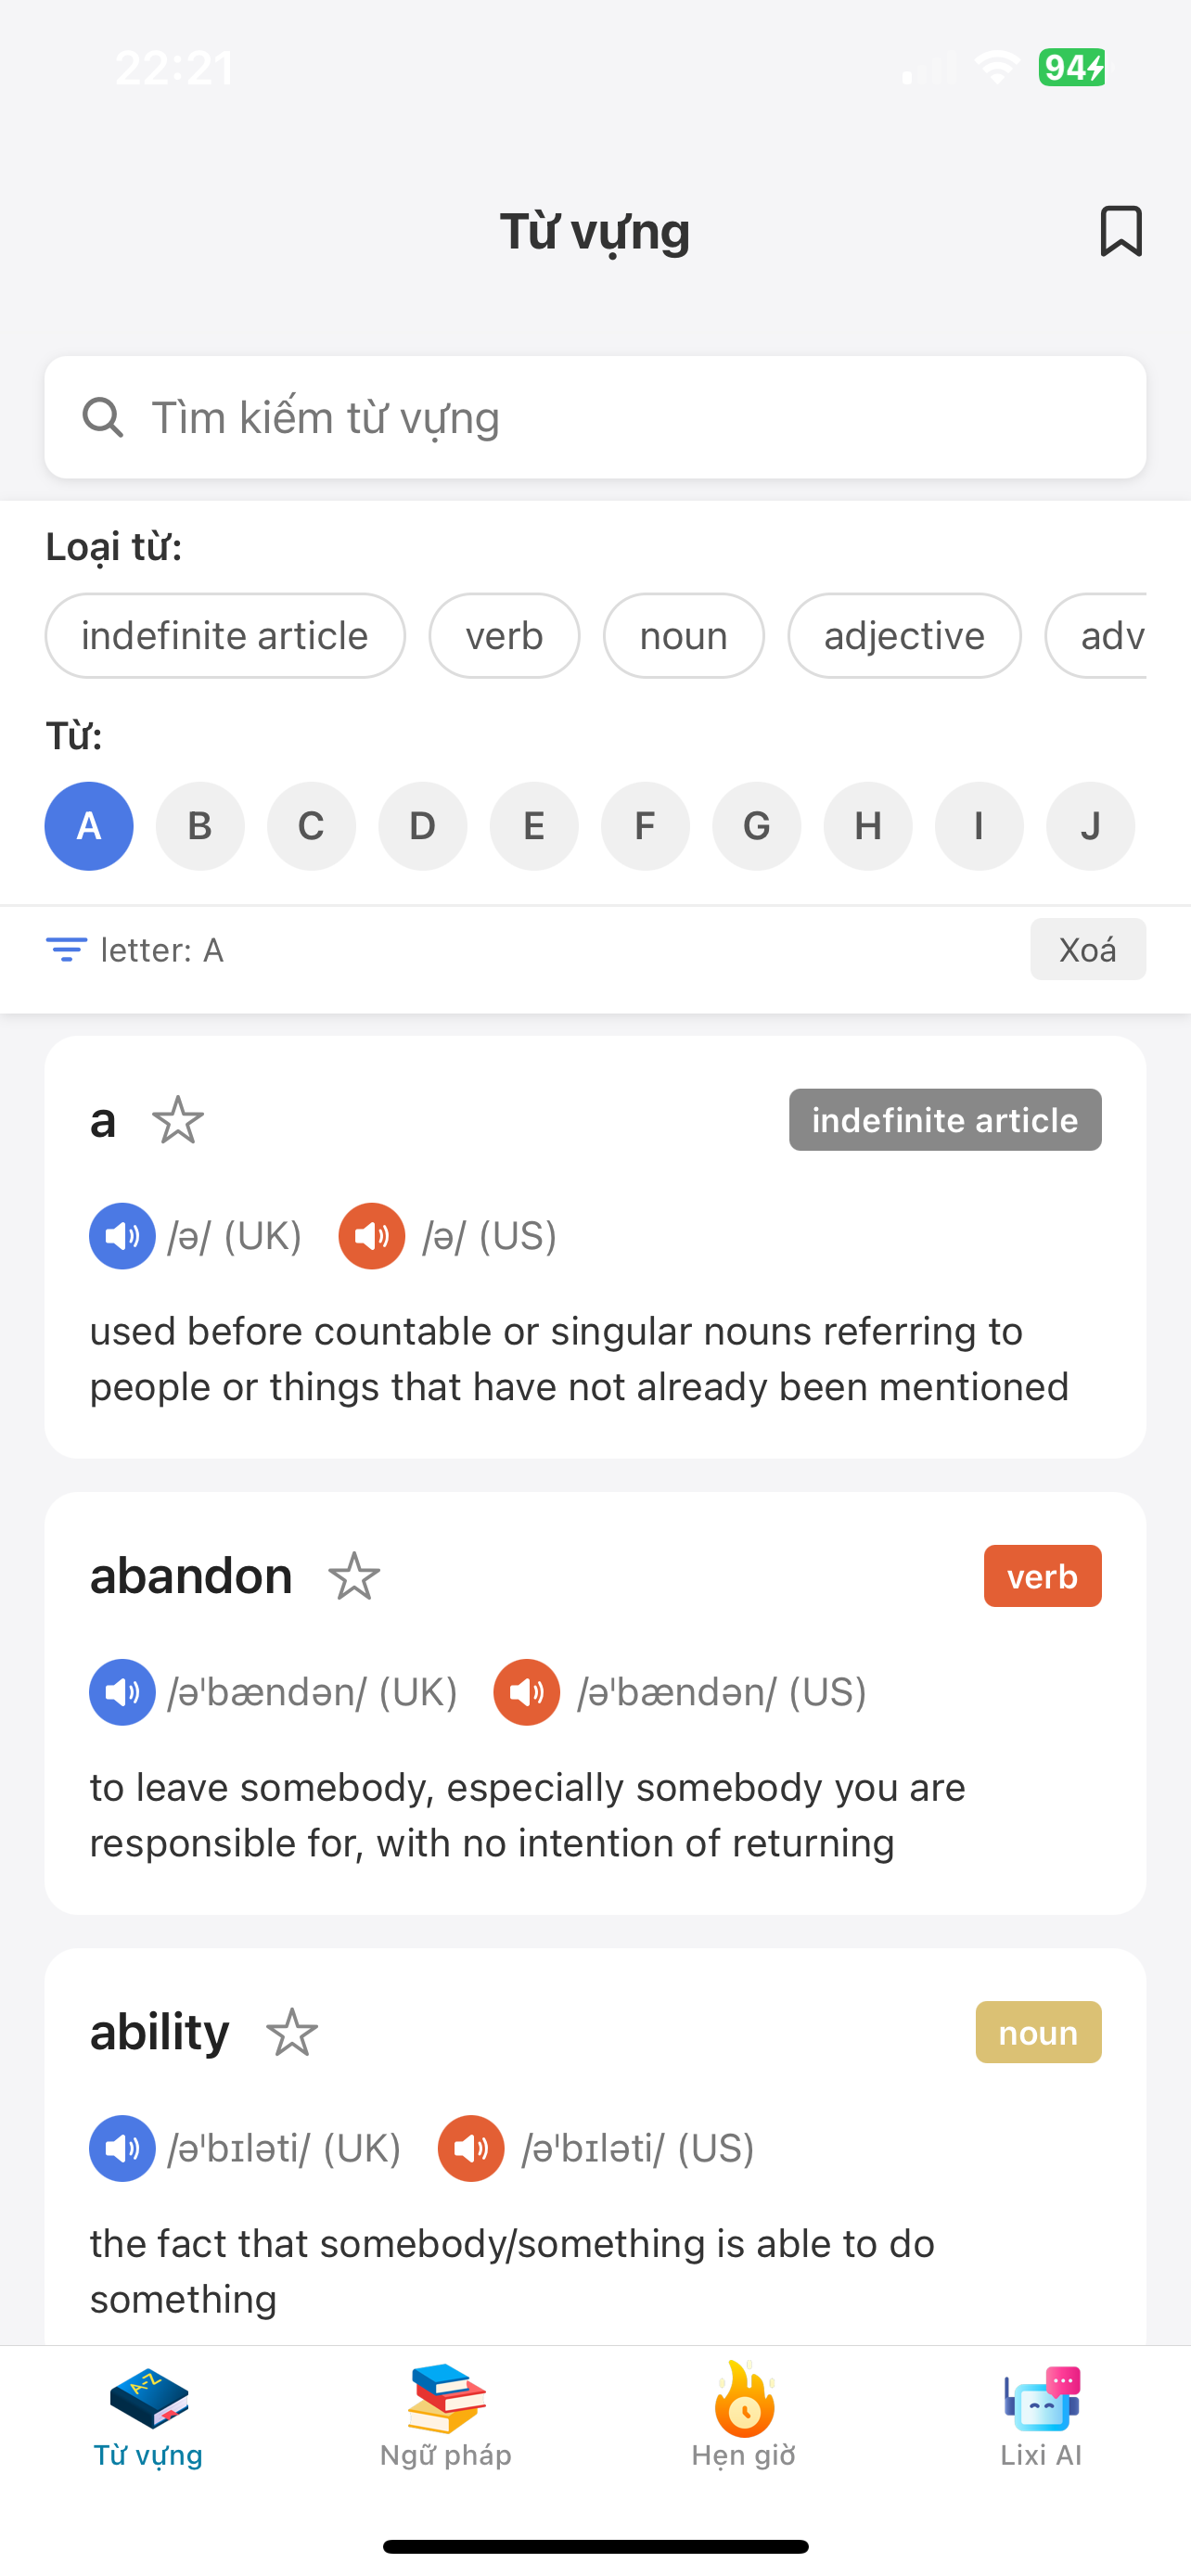 22:21
94
Từ vựng
Tìm kiếm từ vựng
Loại từ:
indefinite article verb noun adjective adv
Từ:
A B C D E F G H I J
letter: A Xoá
a indefinite article
/ə/ (UK) /ə/ (US)
used before countable or singular nouns referring to
people or things that have not already been mentioned
abandon verb
/əˈbændən/ (UK) /əˈbændən/ (US)
to leave somebody, especially somebody you are
responsible for, with no intention of returning
ability noun
/əˈbɪləti/ (UK) /əˈbɪləti/ (US)
the fact that somebody/something is able to do
something
A-Z
Từ vựng Ngữ pháp Hẹn giờ Lixi AI